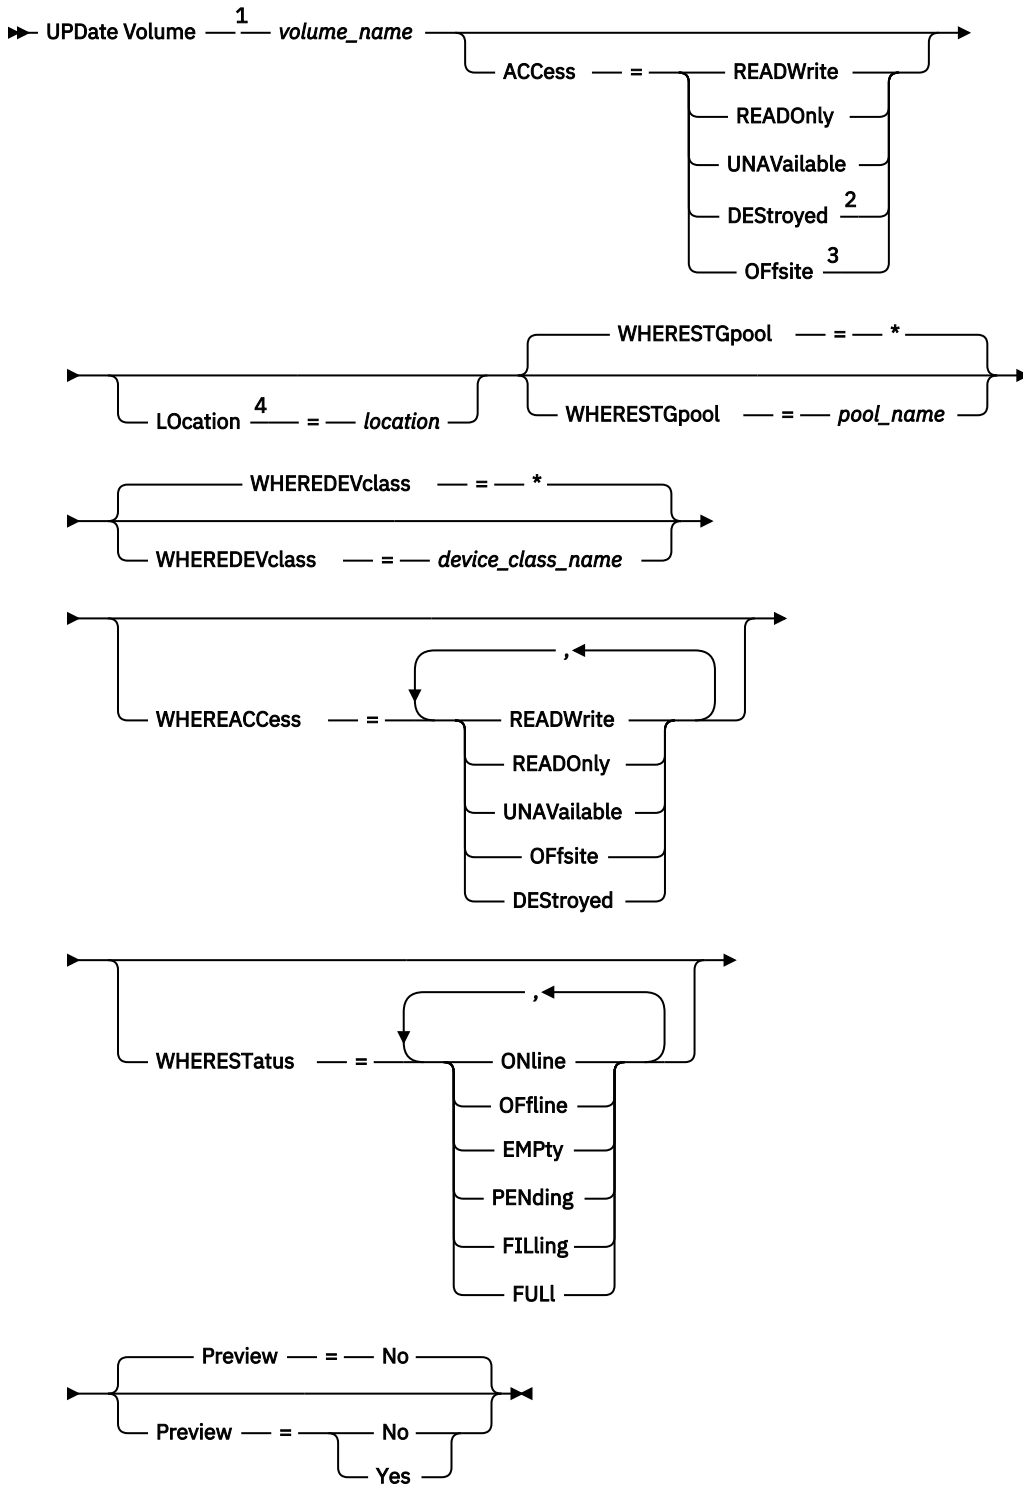 UPDate Volume 1 volume_name
ACCess = READWrite
READOnly
UNAVailable
DEStroyed 2
OFfsite 3
WHERESTGpool = *
LOcation 4 = location
WHERESTGpool = pool_name
WHEREDEVclass = *
WHEREDEVclass = device_class_name
,
WHEREACCess = READWrite
READOnly
UNAVailable
OFfsite
DEStroyed
,
WHERESTatus = ONline
OFfline
EMPty
PENding
FILling
FULl
Preview = No
Preview = No
Yes